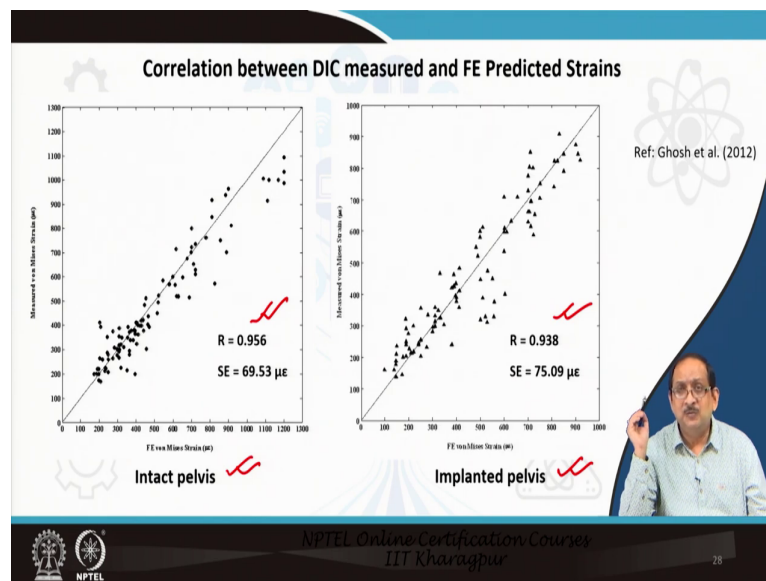 Correlation between DIC measured and FE Predicted Strains
Ref: Ghosh et al. (2012)
1300
1200
1100
1000
900
800
700
600
500
400
300
200
100
0
Measured von Mises Strain (με)
0 100 200 300 400 500 600 700 800 900 1000 1100 1200 1300
FE von Mises Strain (με)
R = 0.956
SE = 69.53 με
Intact pelvis
1000
900
800
700
600
500
400
300
200
100
0
Measured von Mises Strain (με)
0 100 200 300 400 500 600 700 800 900 1000
FE von Mises Strain (με)
R = 0.938
SE = 75.09 με
Implanted pelvis
NPTEL
NPTEL Online Certification Courses
IIT Kharagpur
28